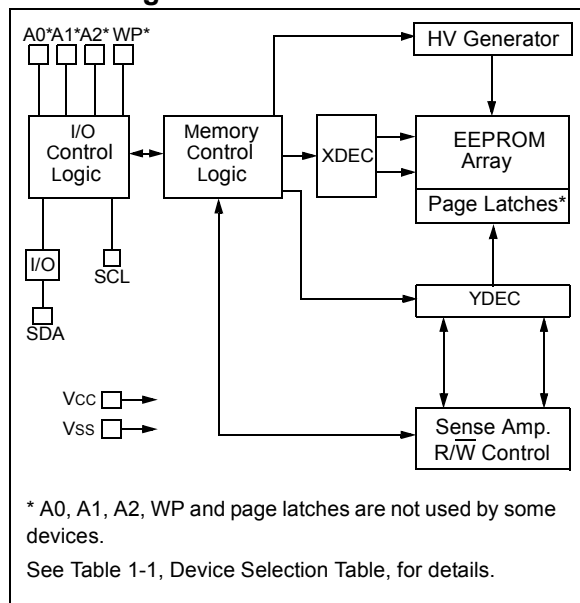 A0* A1* A2* WP*
HV Generator
I/O
Control
Logic
Memory
Control
Logic
XDEC
EEPROM
Array
Page Latches*
I/O
SCL
SDA
YDEC
Vcc
Vss
Sense Amp.
R/W̅ Control
* A0, A1, A2, WP and page latches are not used by some
devices.
See Table 1-1, Device Selection Table, for details.